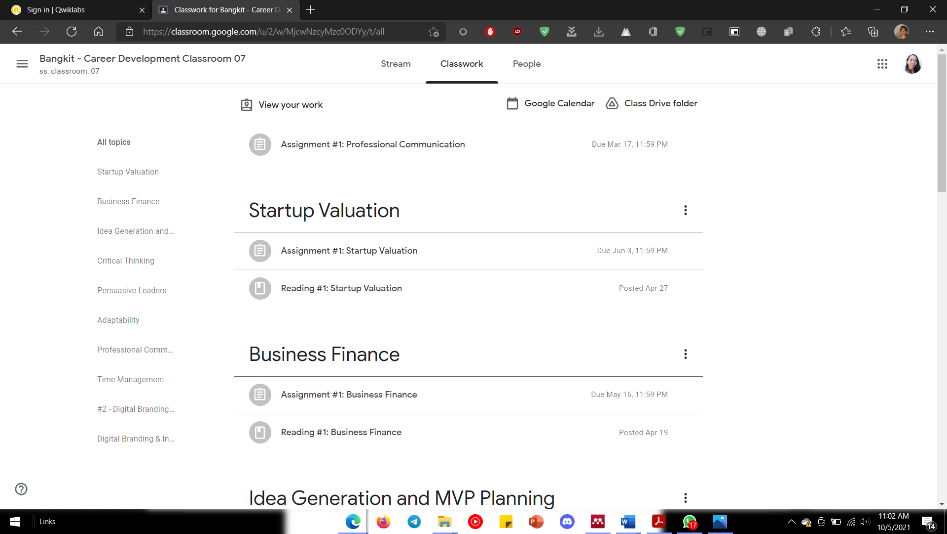 Sign in | Qwiklabs
Classwork for Bangkit - Career D
https://classroom.google.com/u/2/w/MjcwNzcyMzc0ODYy/t/all
Bangkit - Career Development Classroom 07
ss_classroom_07
Stream
Classwork
People
View your work
Google Calendar
Class Drive folder
All topics
Startup Valuation
Business Finance
Idea Generation and...
Critical Thinking
Persuasive Leaders
Adaptability
Professional Comm...
Time Management
#2 - Digital Branding...
Digital Branding & In...
Assignment #1: Professional Communication
Due Mar 17, 11:59 PM
Startup Valuation
Assignment #1: Startup Valuation
Due Jun 3, 11:59 PM
Reading #1: Startup Valuation
Posted Apr 27
Business Finance
Assignment #1: Business Finance
Due May 16, 11:59 PM
Reading #1: Business Finance
Posted Apr 19
Idea Generation and MVP Planning
Links
17
11:02 AM
10/5/2021
14